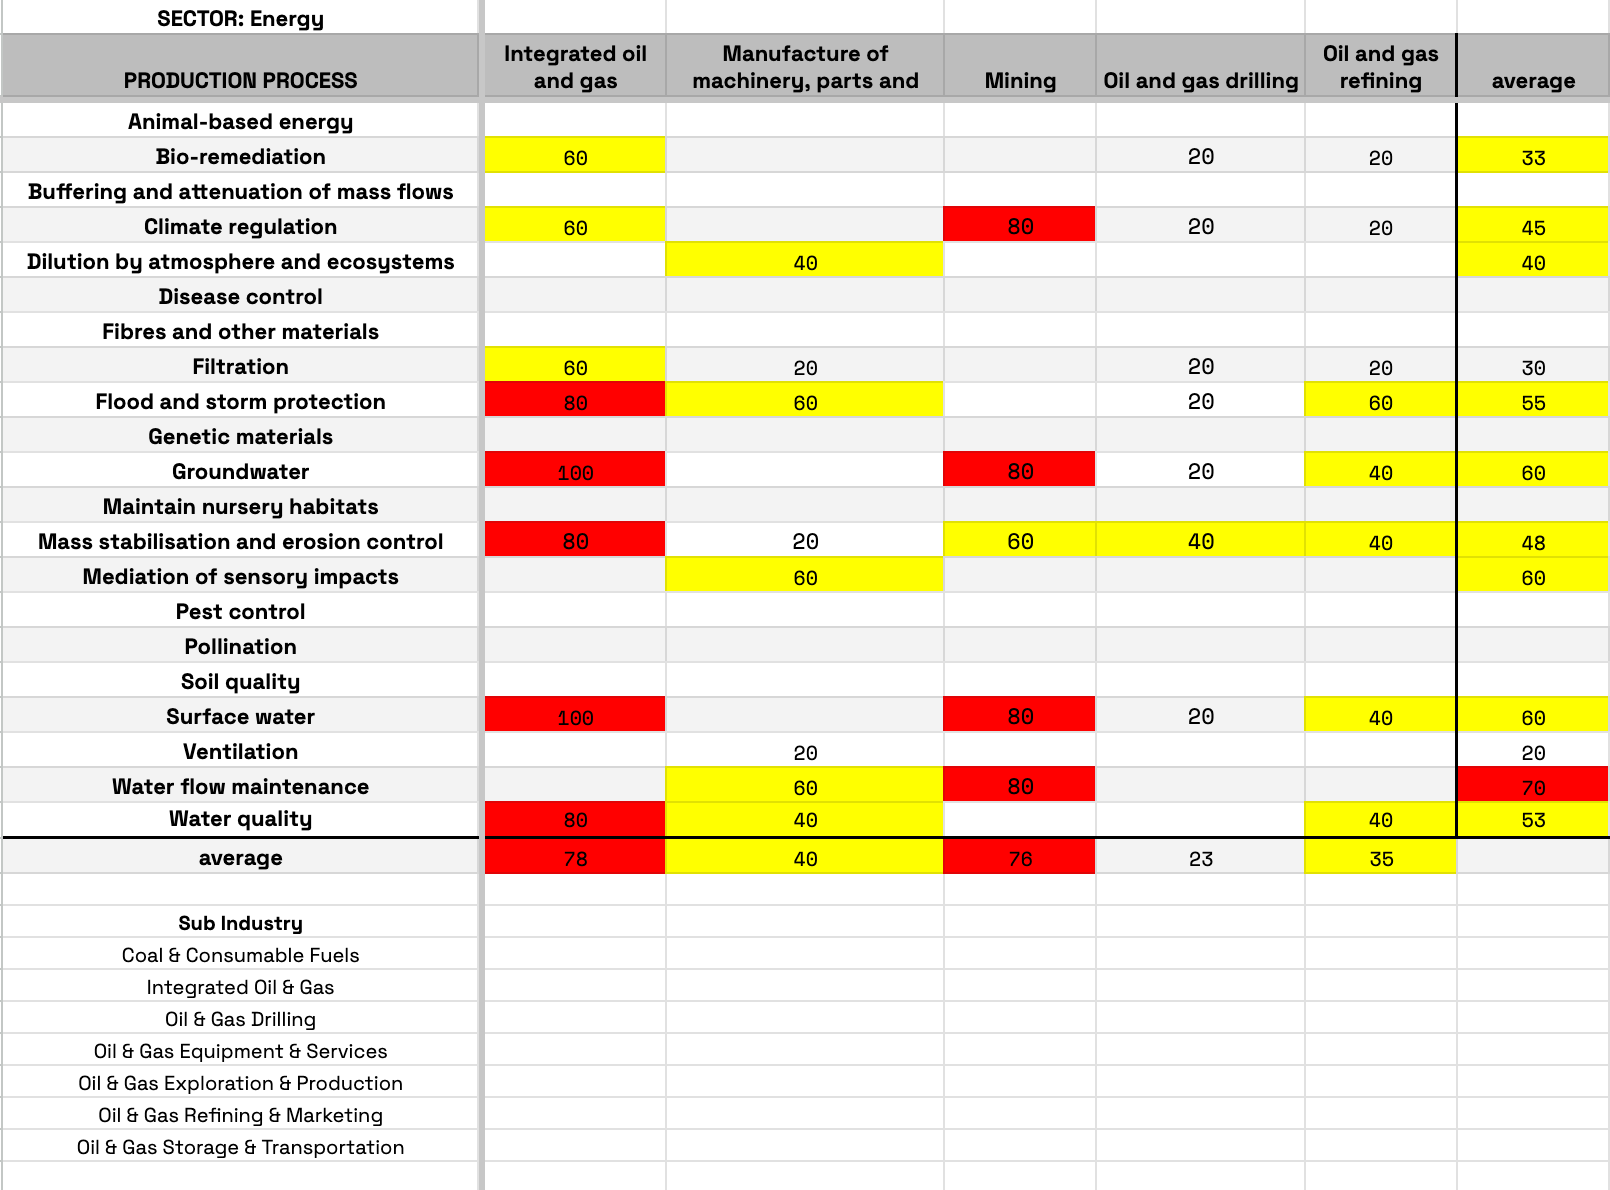 SECTOR: Energy
PRODUCTION PROCESS Integrated oil and gas Manufacture of machinery, parts and Mining Oil and gas drilling Oil and gas refining average
Animal-based energy
Bio-remediation 60 20 20 33
Buffering and attenuation of mass flows
Climate regulation 60 80 20 20 45
Dilution by atmosphere and ecosystems 40 40
Disease control
Fibres and other materials
Filtration 60 20 20 20 30
Flood and storm protection 80 60 20 60 55
Genetic materials
Groundwater 100 80 20 40 60
Maintain nursery habitats
Mass stabilisation and erosion control 80 20 60 40 40 48
Mediation of sensory impacts 60 60
Pest control
Pollination
Soil quality
Surface water 100 80 20 40 60
Ventilation 20 20
Water flow maintenance 60 80 70
Water quality 80 40 40 53
average 78 40 76 23 35
Sub Industry
Coal & Consumable Fuels
Integrated Oil & Gas
Oil & Gas Drilling
Oil & Gas Equipment & Services
Oil & Gas Exploration & Production
Oil & Gas Refining & Marketing
Oil & Gas Storage & Transportation